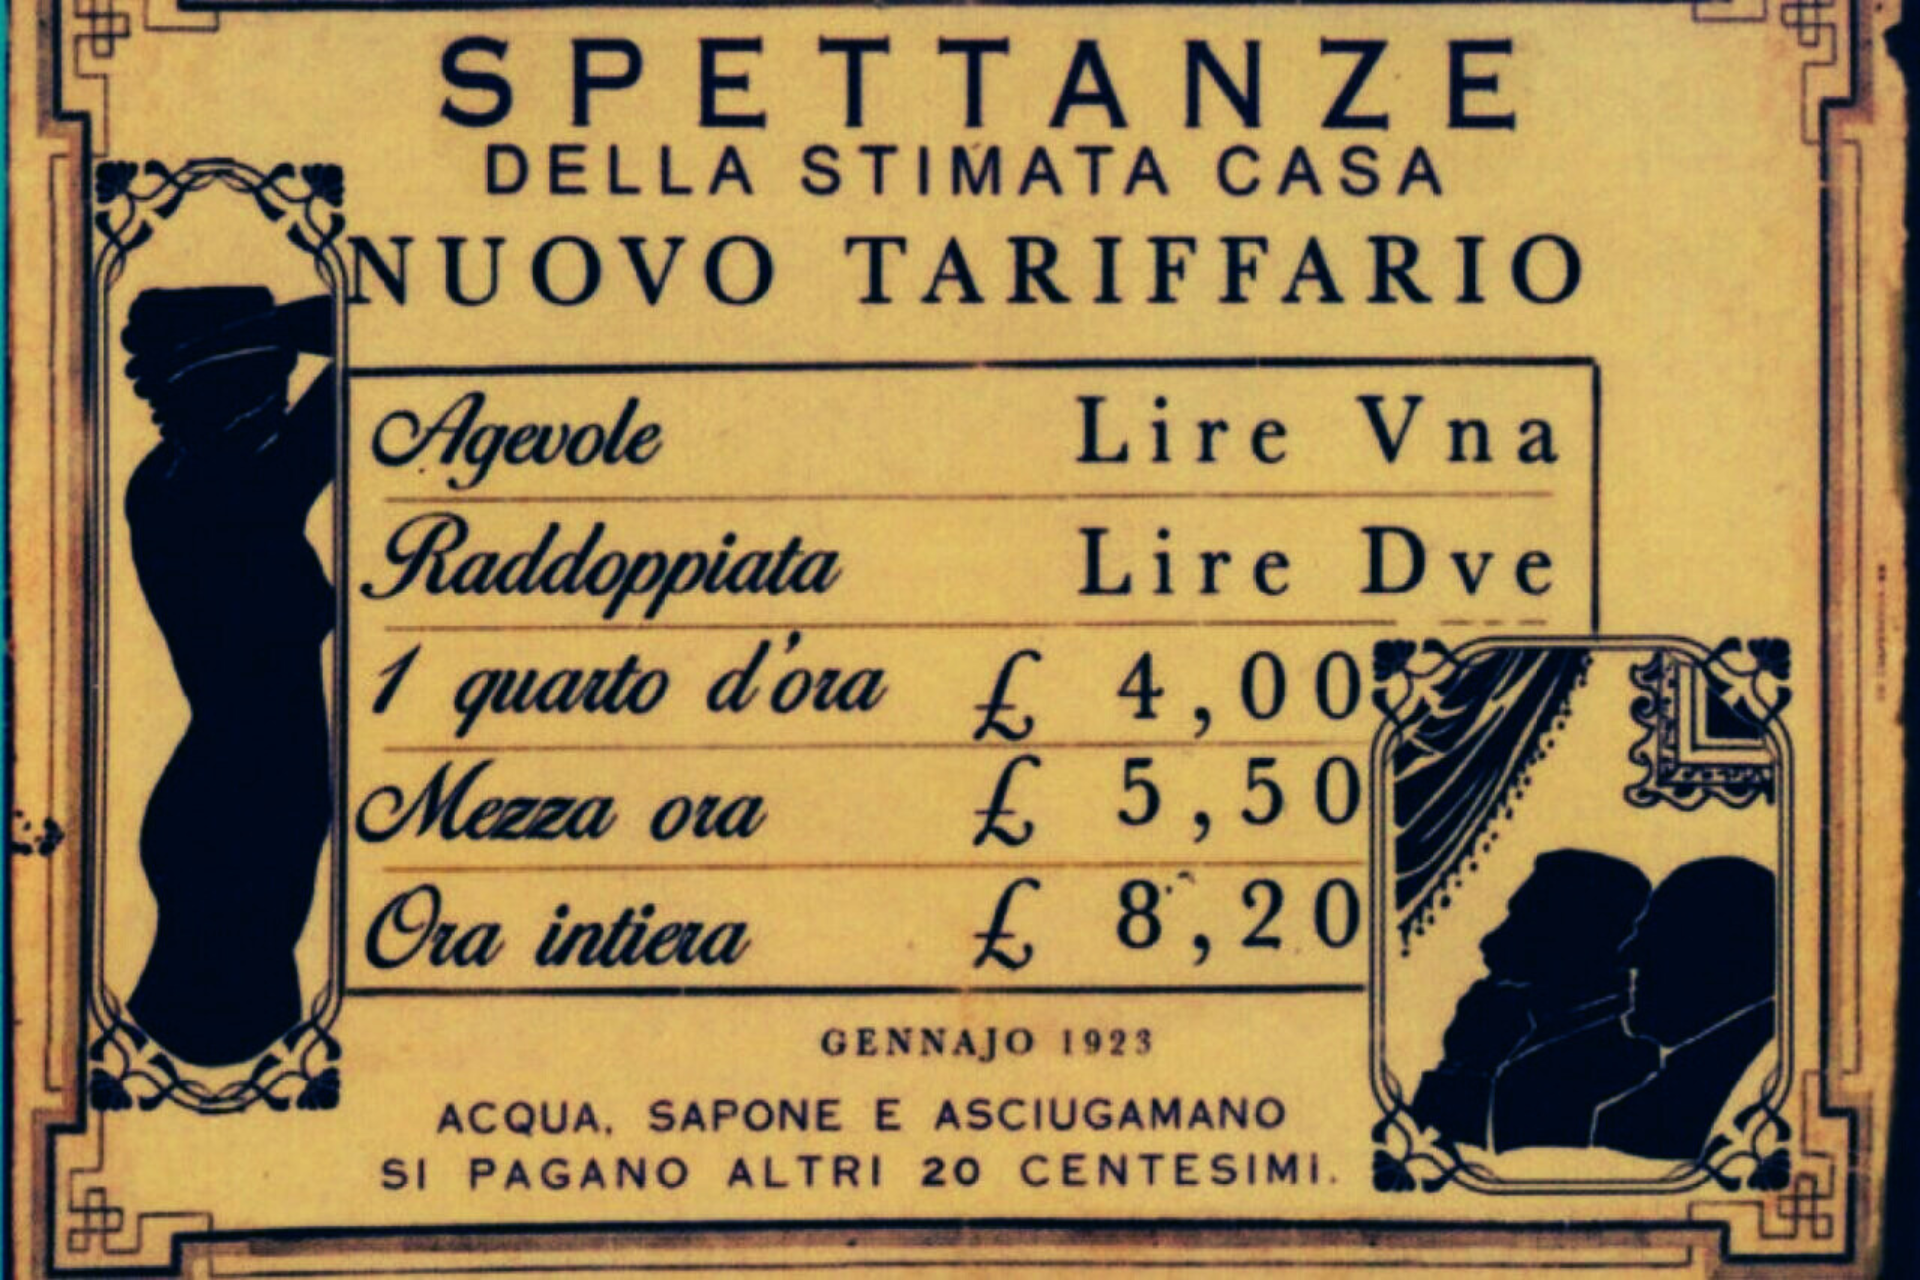 SPETTANZE
DELLA STIMATA CASA
NUOVO TARIFFARIO
Agevole Lire Vna
Raddoppiata Lire Dve
1 quarto d'ora £ 4,00
Mezza ora £ 5,50
Ora intiera £ 8,20
GENNAJO 1923
ACQUA, SAPONE E ASCIUGAMANO
SI PAGANO ALTRI 20 CENTESIMI.